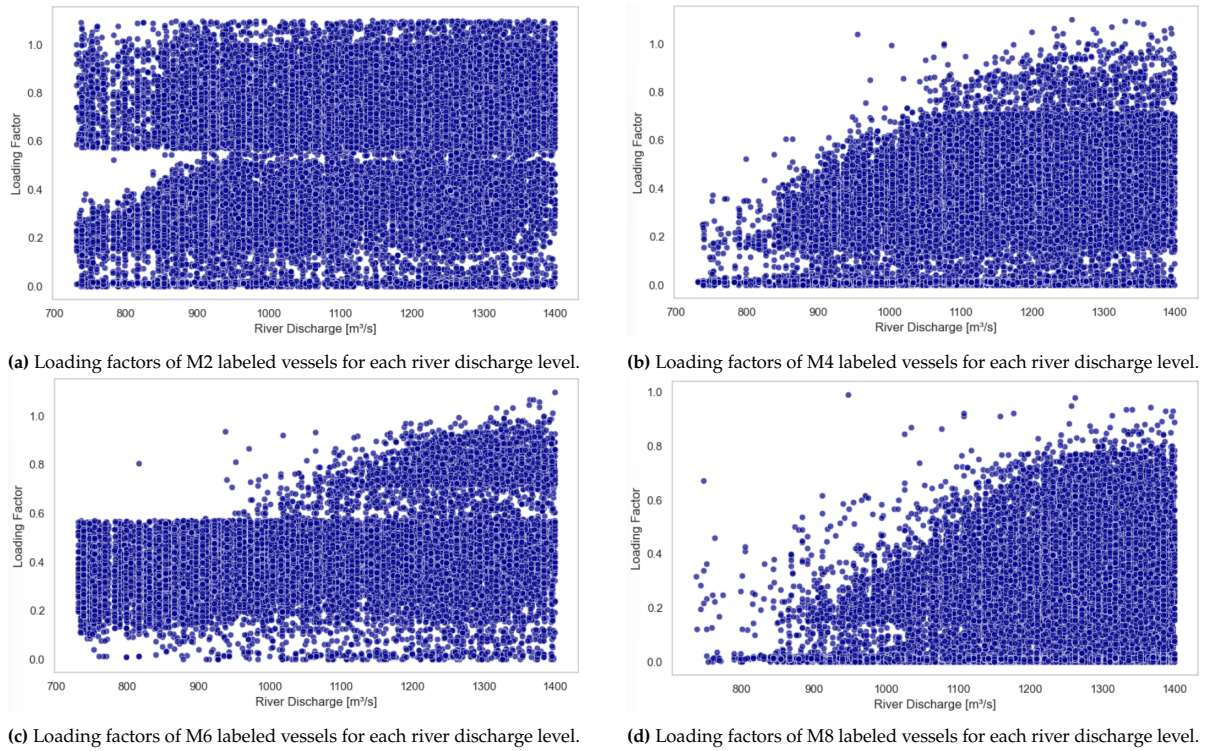 1.0
0.8
0.6
0.4
0.2
0.0
Loading Factor
700 800 900 1000 1100 1200 1300 1400
River Discharge [m³/s]
(a) Loading factors of M2 labeled vessels for each river discharge level.
1.0
0.8
0.6
0.4
0.2
0.0
Loading Factor
700 800 900 1000 1100 1200 1300 1400
River Discharge [m³/s]
(b) Loading factors of M4 labeled vessels for each river discharge level.
1.0
0.8
0.6
0.4
0.2
0.0
Loading Factor
700 800 900 1000 1100 1200 1300 1400
River Discharge [m³/s]
(c) Loading factors of M6 labeled vessels for each river discharge level.
1.0
0.8
0.6
0.4
0.2
0.0
Loading Factor
800 900 1000 1100 1200 1300 1400
River Discharge [m³/s]
(d) Loading factors of M8 labeled vessels for each river discharge level.